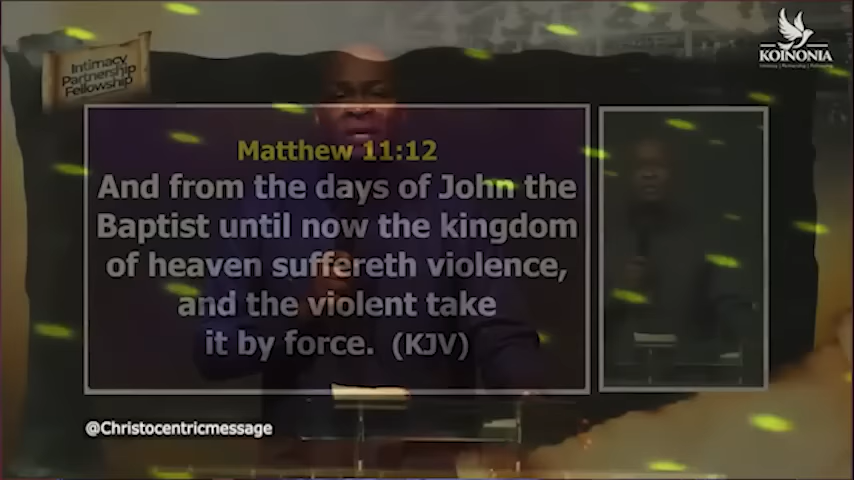 Intimacy
Partnership
Fellowship
KOINONIA
Matthew 11:12
And from the days of John the
Baptist until now the kingdom
of heaven suffereth violence,
and the violent take
it by force. (KJV)
@Christocentricmessage